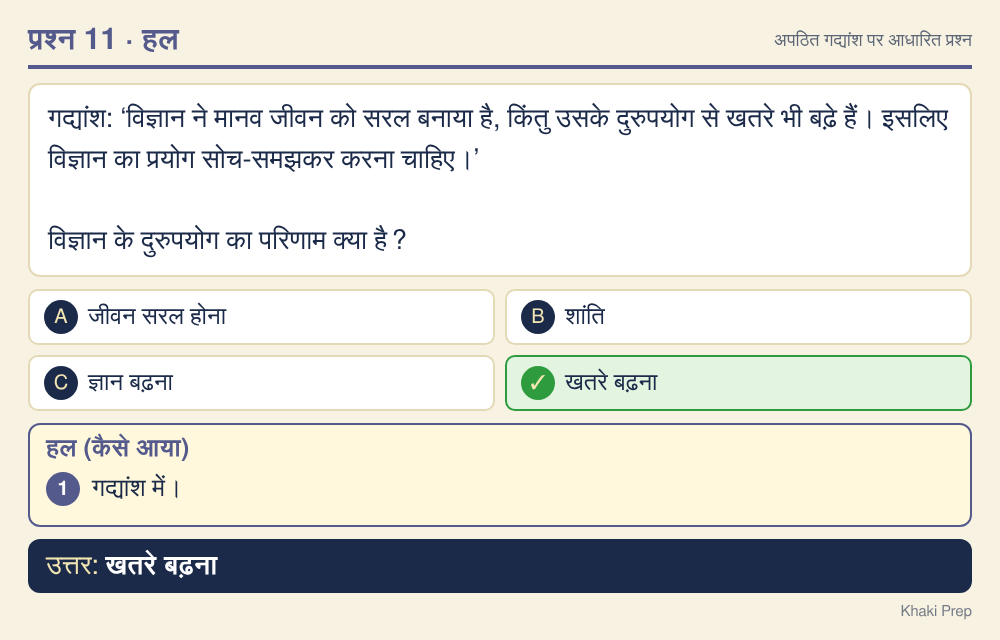 प्रश्न 11 · हल
अपठित गद्यांश पर आधारित प्रश्न
गद्यांश: ‘विज्ञान ने मानव जीवन को सरल बनाया है, किंतु उसके दुरुपयोग से खतरे भी बढ़े हैं। इसलिए
विज्ञान का प्रयोग सोच-समझकर करना चाहिए।’
विज्ञान के दुरुपयोग का परिणाम क्या है?
A जीवन सरल होना
B शांति
C ज्ञान बढ़ना
✓ खतरे बढ़ना
हल (कैसे आया)
1 गद्यांश में।
उत्तर: खतरे बढ़ना
Khaki Prep